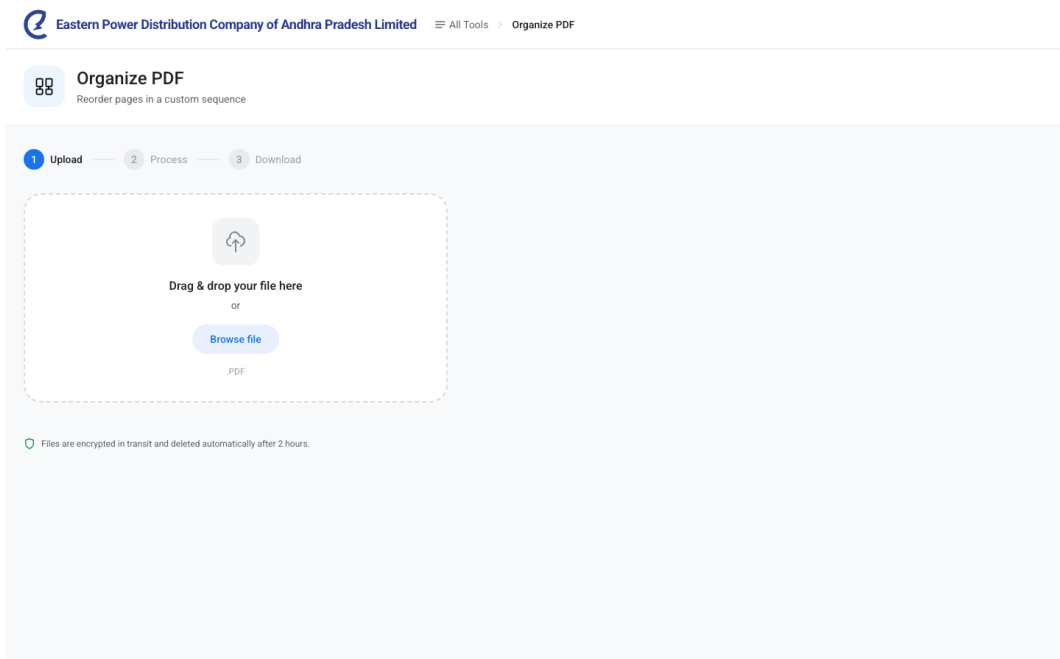 Eastern Power Distribution Company of Andhra Pradesh Limited All Tools > Organize PDF
Organize PDF
Reorder pages in a custom sequence
1 Upload 2 Process 3 Download
Drag & drop your file here
or
Browse file
.PDF
Files are encrypted in transit and deleted automatically after 2 hours.